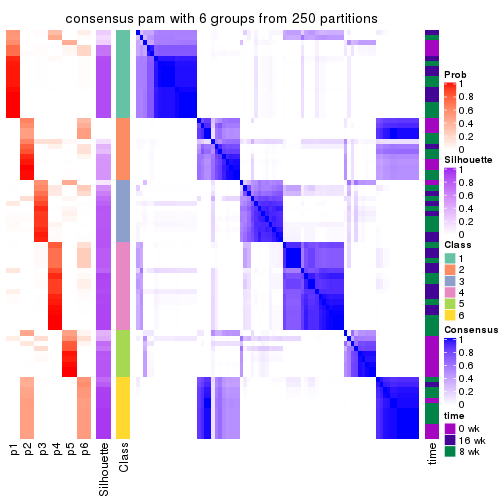 consensus pam with 6 groups from 250 partitions
Prob
1
0.8
0.6
0.4
0.2
0
Silhouette
1
0.8
0.6
0.4
0.2
0
Class
1
2
3
4
5
6
Consensus
1
0.8
0.6
0.4
0.2
0
time
0 wk
16 wk
8 wk
p1
p2
p3
p4
p5
p6
Silhouette
Class
time